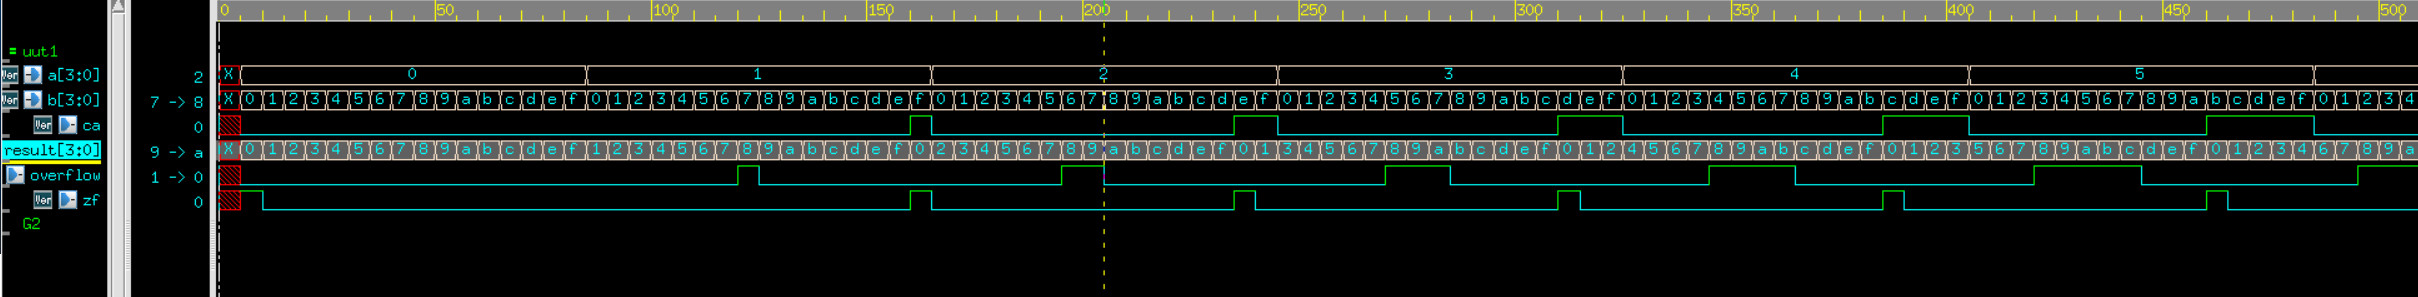 0 50 100 150 200 250 300 350 400 450 500
= uut1
Ver a[3:0] 2 X 0 1 2 3 4 5
Ver b[3:0] 7 -> 8 X 0 1 2 3 4 5 6 7 8 9 a b c d e f 0 1 2 3 4 5 6 7 8 9 a b c d e f 0 1 2 3 4 5 6 7 8 9 a b c d e f 0 1 2 3 4 5 6 7 8 9 a b c d e f 0 1 2 3 4 5 6 7 8 9 a b c d e f 0 1 2 3 4 5 6 7 8 9 a b c d e f 0 1 2 3 4
Ver ca 0
result[3:0] 9 -> a X 0 1 2 3 4 5 6 7 8 9 a b c d e f 1 2 3 4 5 6 7 8 9 a b c d e f 0 2 3 4 5 6 7 8 9 a b c d e f 0 1 3 4 5 6 7 8 9 a b c d e f 0 1 2 4 5 6 7 8 9 a b c d e f 0 1 2 3 5 6 7 8 9 a b c d e f 0 1 2 3 4 6 7 8 9 a
overflow 1 -> 0
Ver zf 0
G2